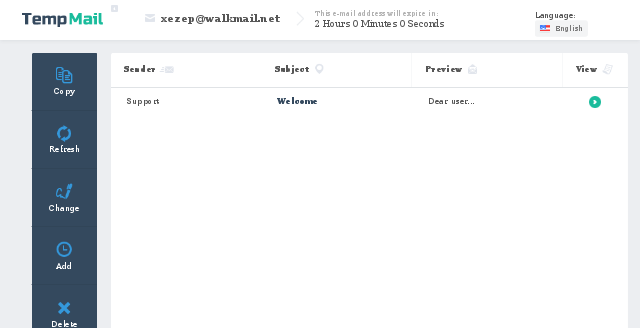 TempMail
xezep@walkmail.net
This e-mail address will expire in:
2 Hours 0 Minutes 0 Seconds
Language:
English
Copy
Refresh
Change
Add
Delete
Sender Subject Preview View
Support Welcome Dear user...